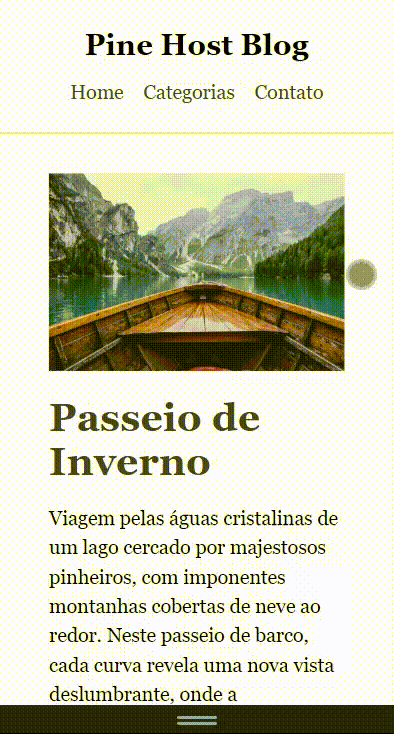 Pine Host Blog
Home Categorias Contato
Passeio de
Inverno
Viagem pelas águas cristalinas de
um lago cercado por majestosos
pinheiros, com imponentes
montanhas cobertas de neve ao
redor. Neste passeio de barco,
cada curva revela uma nova vista
deslumbrante, onde a